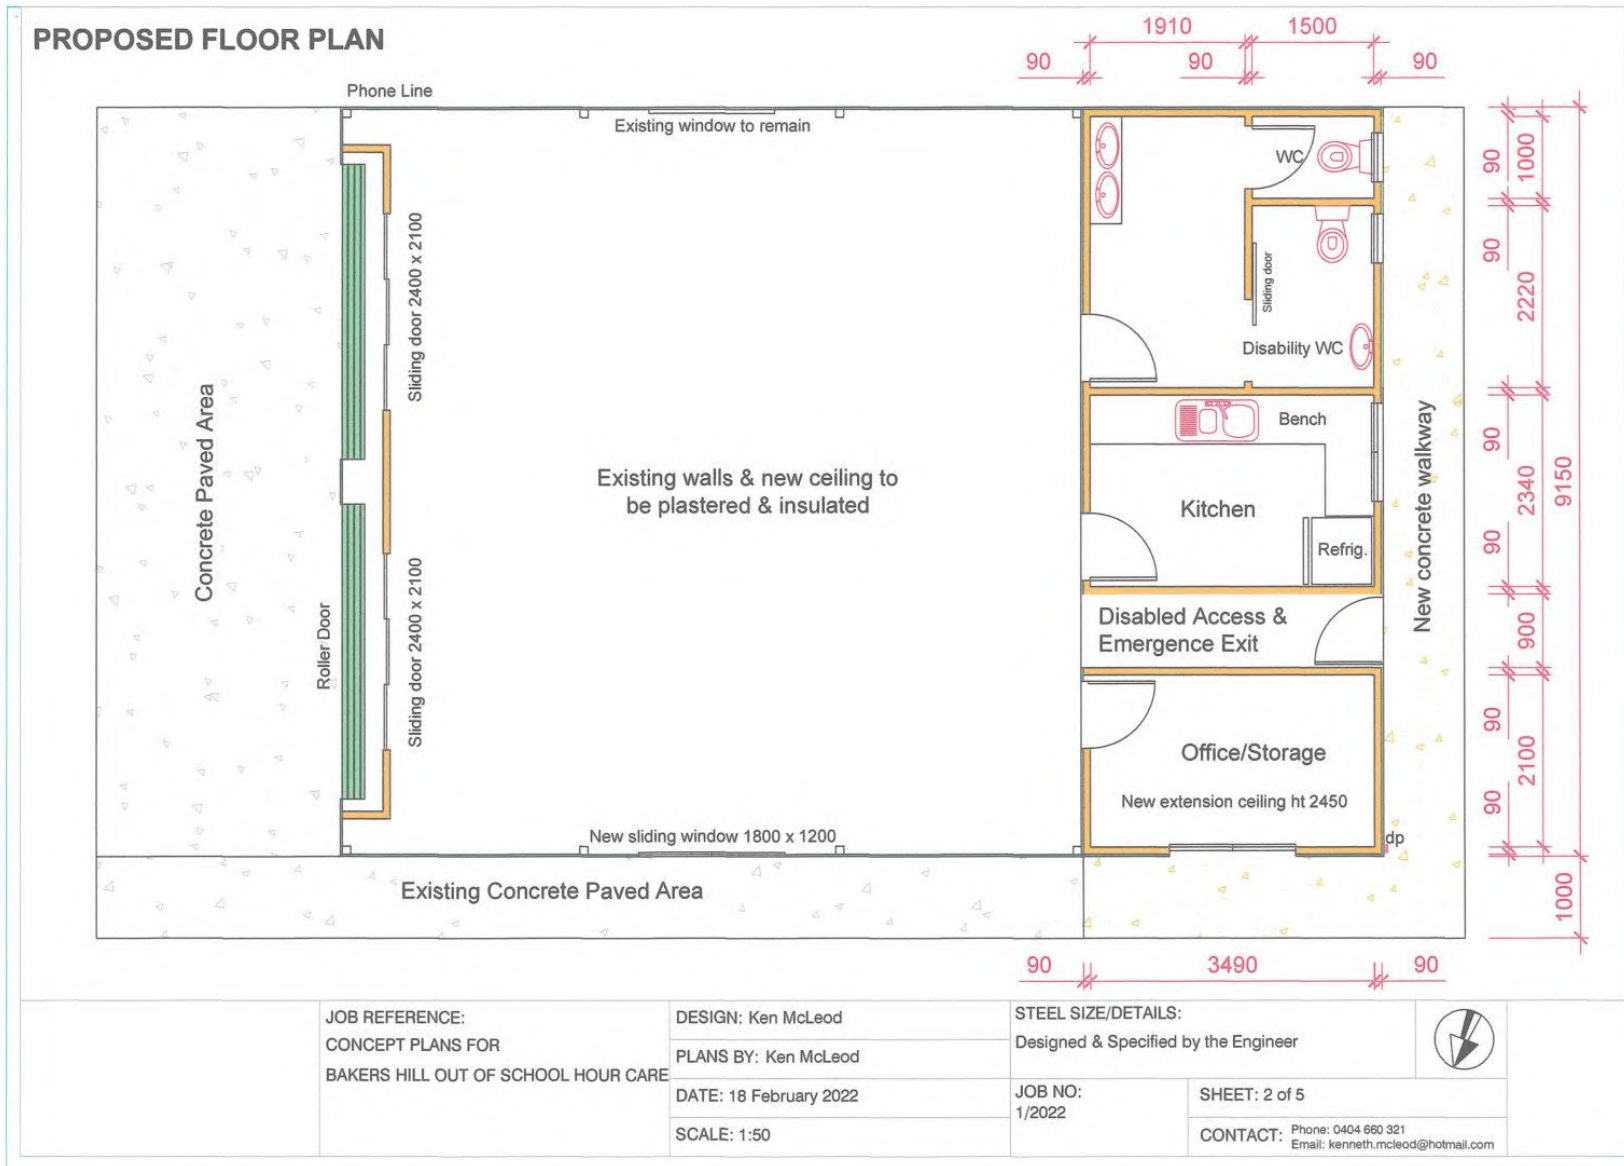 PROPOSED FLOOR PLAN
1910
1500
90
90
90
Phone Line
Existing window to remain
WC
Sliding door 2400 x 2100
Sliding door
Disability WC
Concrete Paved Area
Existing walls & new ceiling to
be plastered & insulated
Bench
Kitchen
Refrig.
New concrete walkway
Roller Door
Sliding door 2400 x 2100
Disabled Access &
Emergence Exit
Office/Storage
New extension ceiling ht 2450
New sliding window 1800 x 1200
dp
Existing Concrete Paved Area
90
1000
90
2220
90
2340
9150
90
900
90
2100
90
1000
90
3490
90
JOB REFERENCE:
CONCEPT PLANS FOR
BAKERS HILL OUT OF SCHOOL HOUR CARE
DESIGN: Ken McLeod
PLANS BY: Ken McLeod
DATE: 18 February 2022
SCALE: 1:50
STEEL SIZE/DETAILS:
Designed & Specified by the Engineer
JOB NO:
1/2022
SHEET: 2 of 5
CONTACT: Phone: 0404 660 321
Email: kenneth.mcleod@hotmail.com